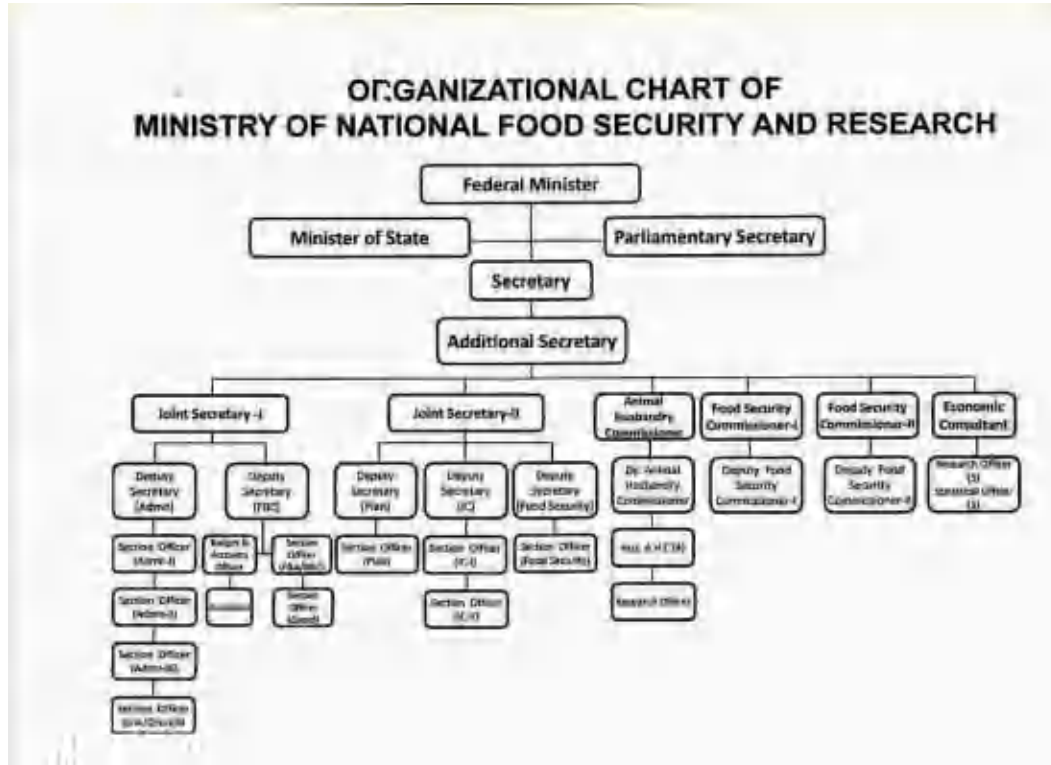 ORGANIZATIONAL CHART OF
MINISTRY OF NATIONAL FOOD SECURITY AND RESEARCH
Federal Minister
Minister of State
Parliamentary Secretary
Secretary
Additional Secretary
Joint Secretary -I
Joint Secretary-II
Animal
Husbandry
Commissioner
Food Security
Commissioner-I
Food Security
Commissioner-II
Economic
Consultant
Deputy
Secretary
(Admn)
Deputy
Secretary
Deputy
Secretary
(Plan)
Deputy
Secretary
(IC)
Deputy
Secretary
(Food Security)
Dy. Animal
Husbandry
Commissioner
Deputy Food
Security
Commissioner-I
Deputy Food
Security
Commissioner-II
Research Officer
Statistical Officer
Section Officer
(Admn-I)
Budget &
Accounts
Officer
Section
Officer
Section Officer
(Plan)
Section Officer
(IC-I)
Section Officer
(Food Security)
Section Officer
(Admn-II)
Section
Officer
Section Officer
(IC-II)
Research Officer
Section Officer
(Admn-III)
Section Officer